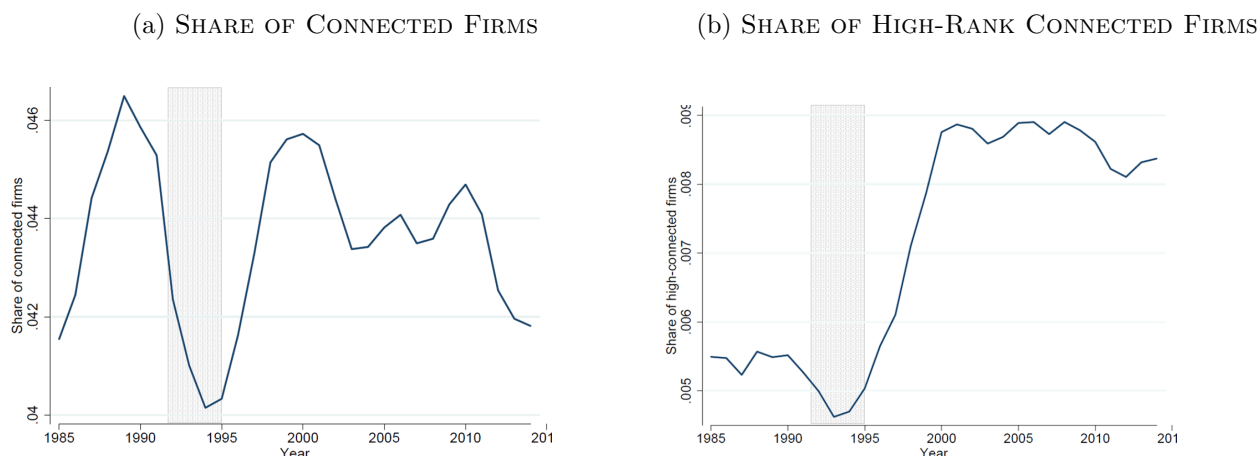 (a) SHARE OF CONNECTED FIRMS
Share of connected firms
.046
.044
.042
.04
1985 1990 1995 2000 2005 2010 201
Year
(b) SHARE OF HIGH-RANK CONNECTED FIRMS
Share of high-connected firms
.009
.008
.007
.006
.005
1985 1990 1995 2000 2005 2010 201
Year